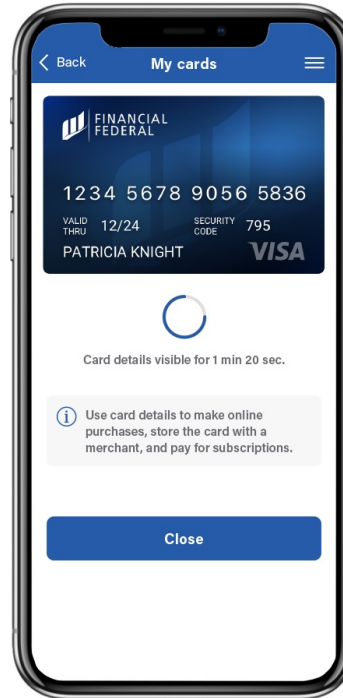 Back
My cards
FINANCIAL
FEDERAL
1234 5678 9056 5836
VALID
THRU 12/24 SECURITY
CODE 795
PATRICIA KNIGHT VISA
Card details visible for 1 min 20 sec.
Use card details to make online
purchases, store the card with a
merchant, and pay for subscriptions.
Close